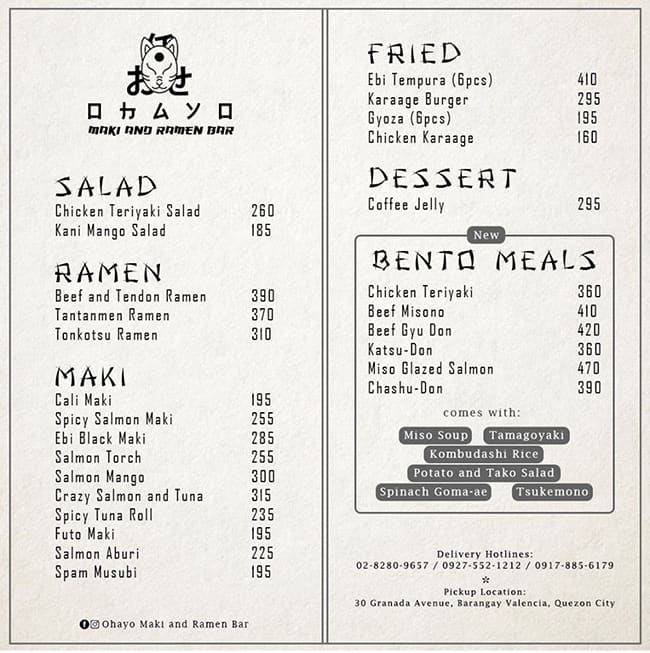 おせ
OHAYO
MAKI AND RAMEN BAR
SALAD
Chicken Teriyaki Salad 260
Kani Mango Salad 185
RAMEN
Beef and Tendon Ramen 390
Tantanmen Ramen 370
Tonkotsu Ramen 310
MAKI
Cali Maki 195
Spicy Salmon Maki 255
Ebi Black Maki 285
Salmon Torch 255
Salmon Mango 300
Crazy Salmon and Tuna 315
Spicy Tuna Roll 235
Futo Maki 195
Salmon Aburi 225
Spam Musubi 195
Ohayo Maki and Ramen Bar
FRIED
Ebi Tempura (6pcs) 410
Karaage Burger 295
Gyoza (6pcs) 195
Chicken Karaage 160
DESSERT
Coffee Jelly 295
New
BENTO MEALS
Chicken Teriyaki 360
Beef Misono 410
Beef Gyu Don 420
Katsu-Don 360
Miso Glazed Salmon 470
Chashu-Don 390
comes with:
Miso Soup Tamagoyaki
Kombudashi Rice
Potato and Tako Salad
Spinach Goma-ae Tsukemono
Delivery Hotlines:
02-8280-9657 / 0927-552-1212 / 0917-885-6179
*
Pickup Location:
30 Granada Avenue, Barangay Valencia, Quezon City